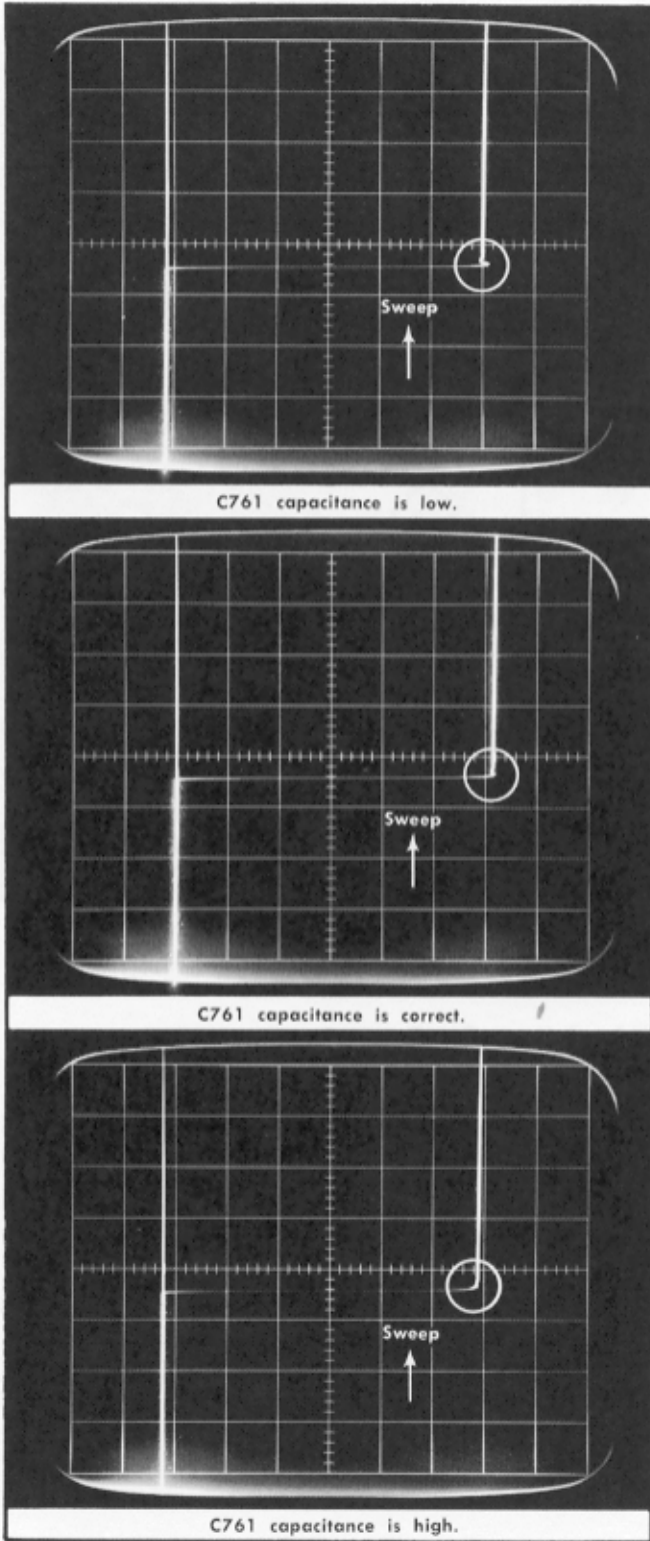 Sweep
C761 capacitance is low.
Sweep
C761 capacitance is correct.
Sweep
C761 capacitance is high.